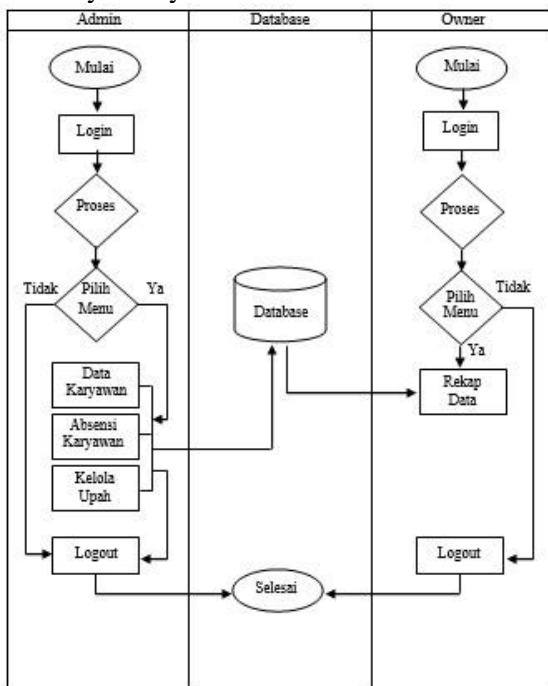 Admin
Database
Owner
Mulai
Login
Proses
Tidak
Pilih
Menu
Ya
Data
Karyawan
Absensi
Karyawan
Kelola
Upah
Logout
Database
Selesai
Mulai
Login
Proses
Pilih
Menu
Tidak
Ya
Rekap
Data
Logout